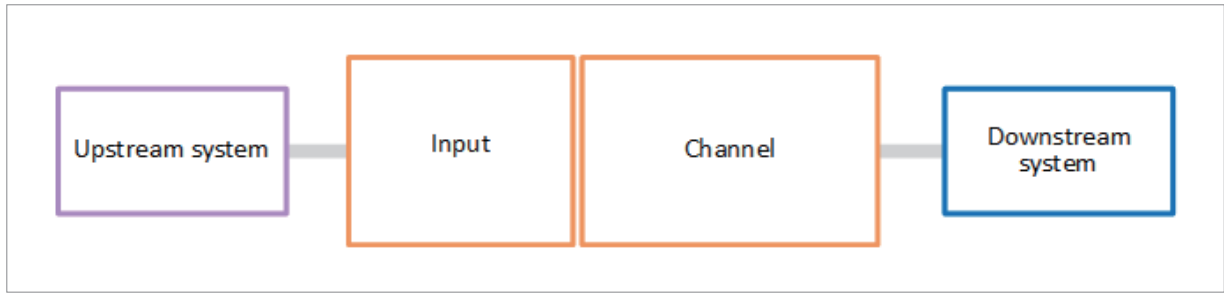 Upstream system
Input
Channel
Downstream
system